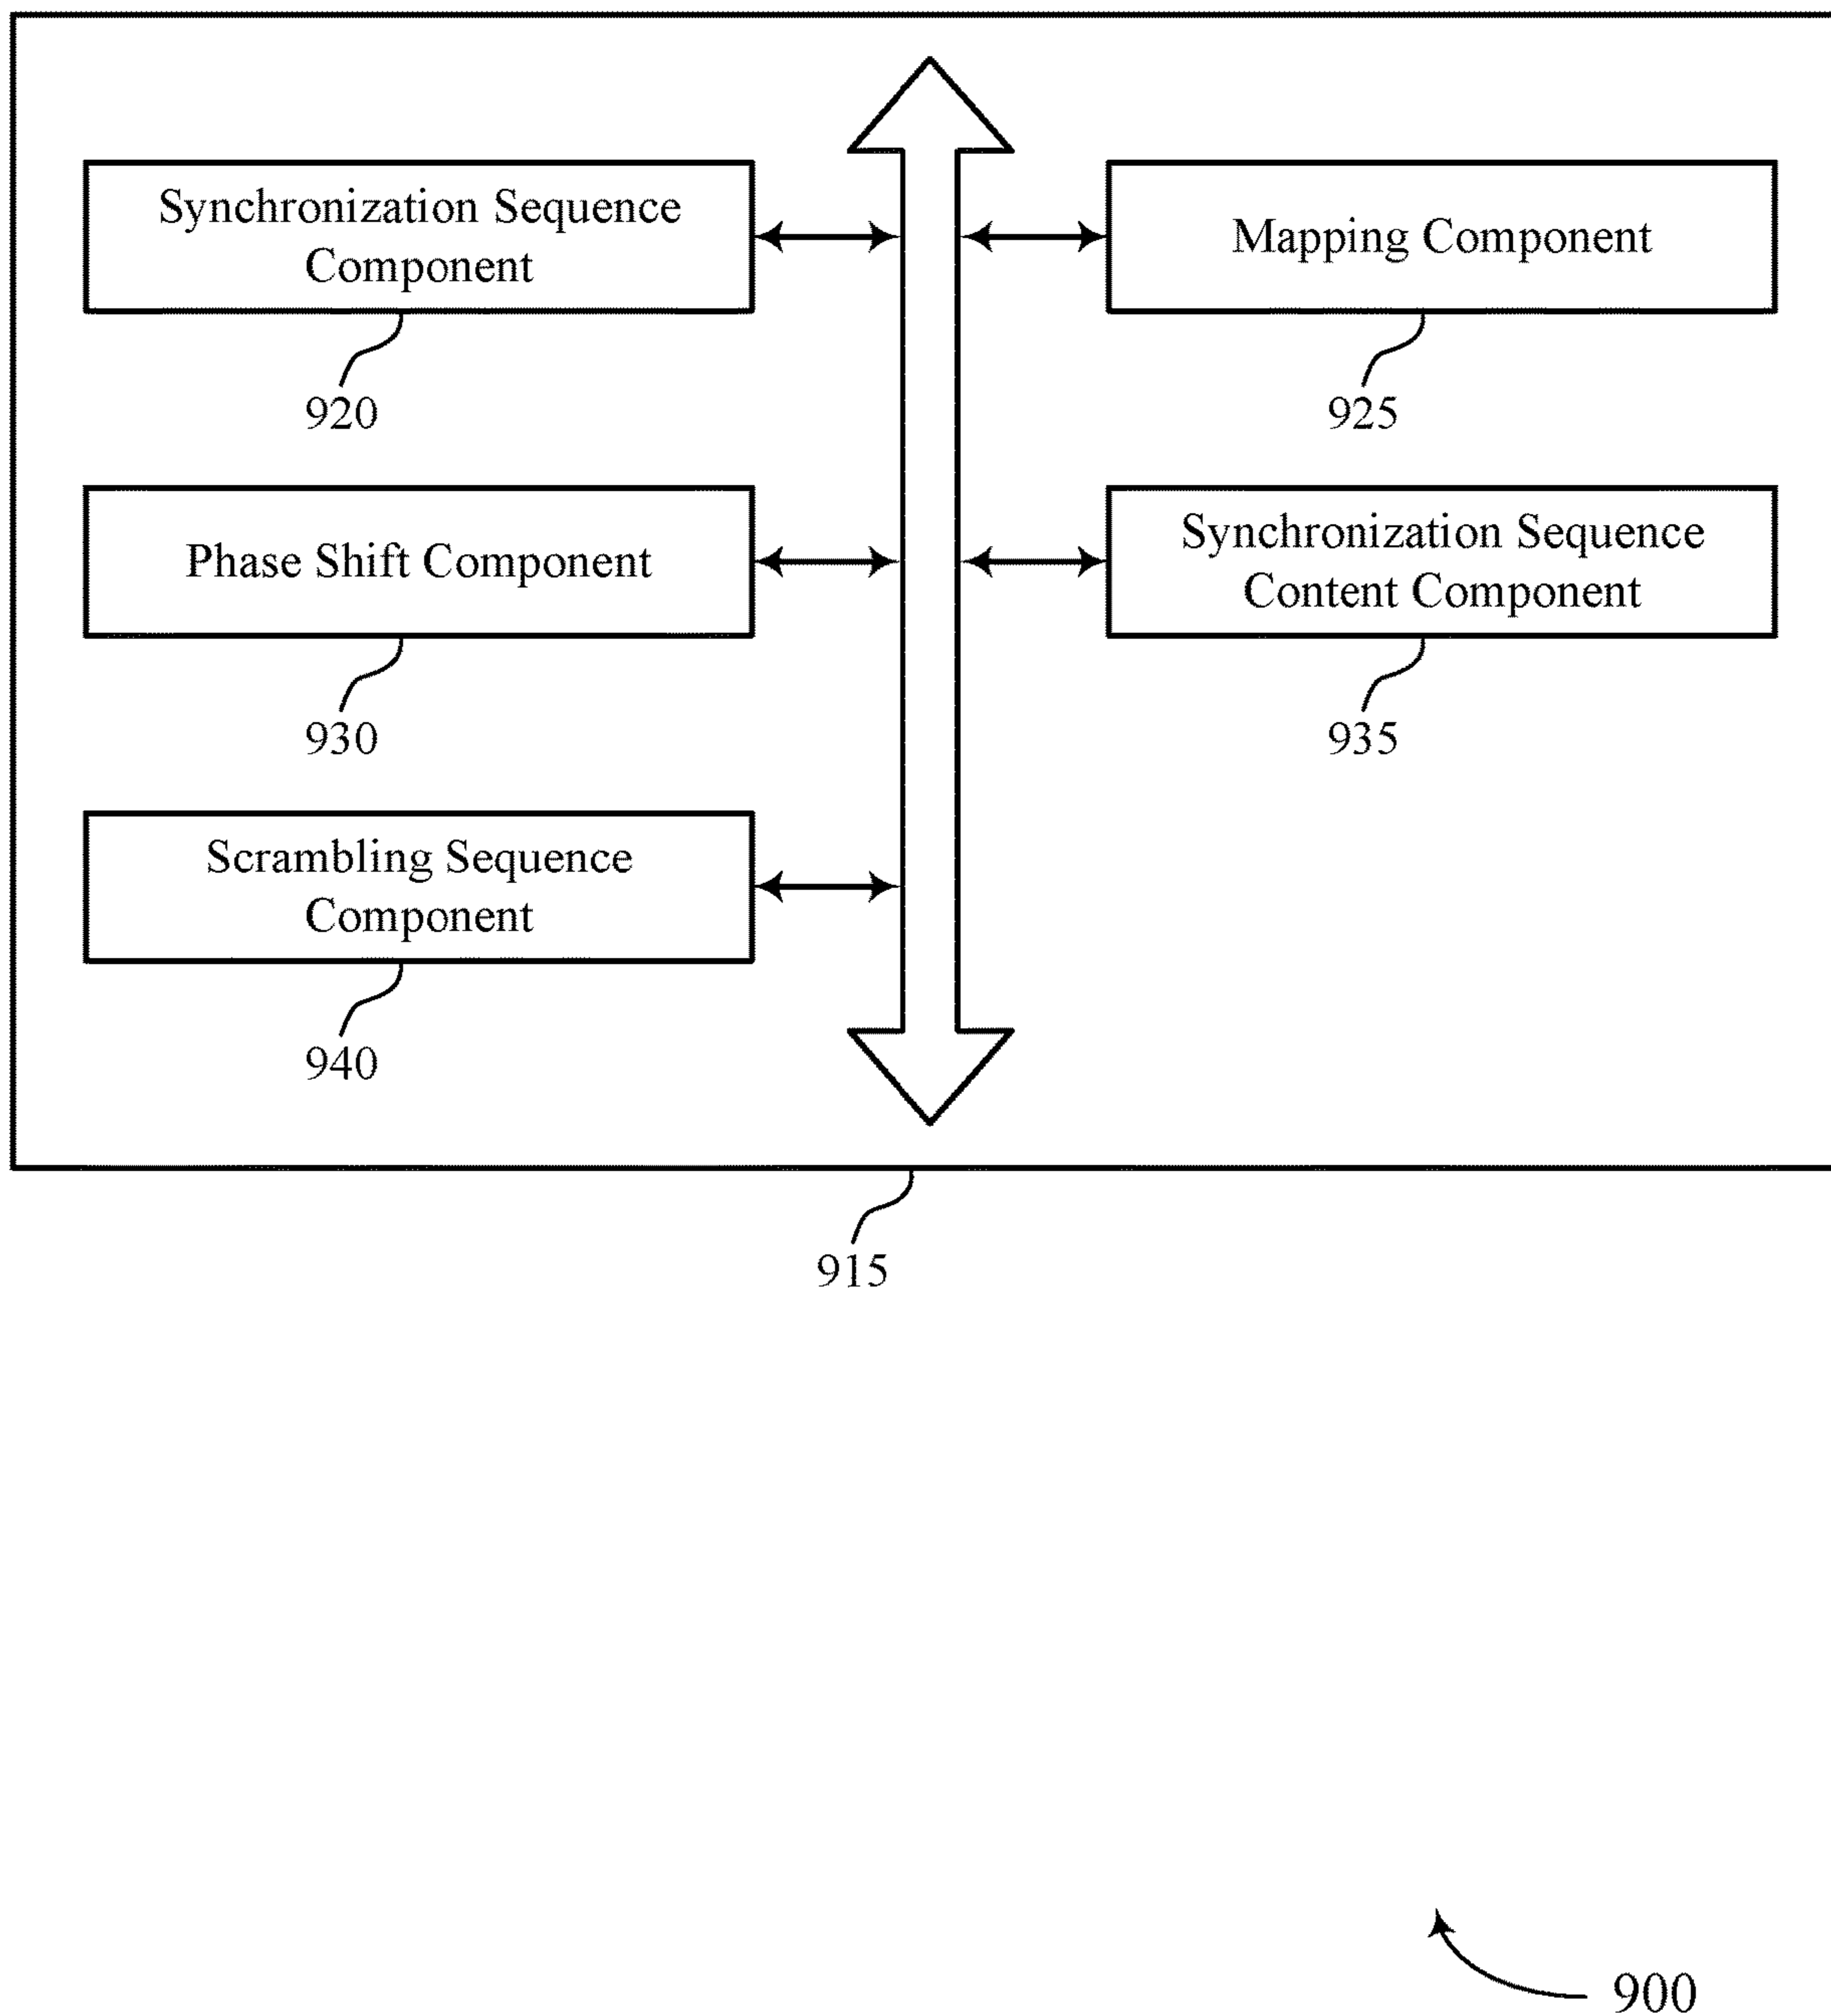 Synchronization Sequence
Component
920
Mapping Component
925
Phase Shift Component
930
Synchronization Sequence
Content Component
935
Scrambling Sequence
Component
940
915
900